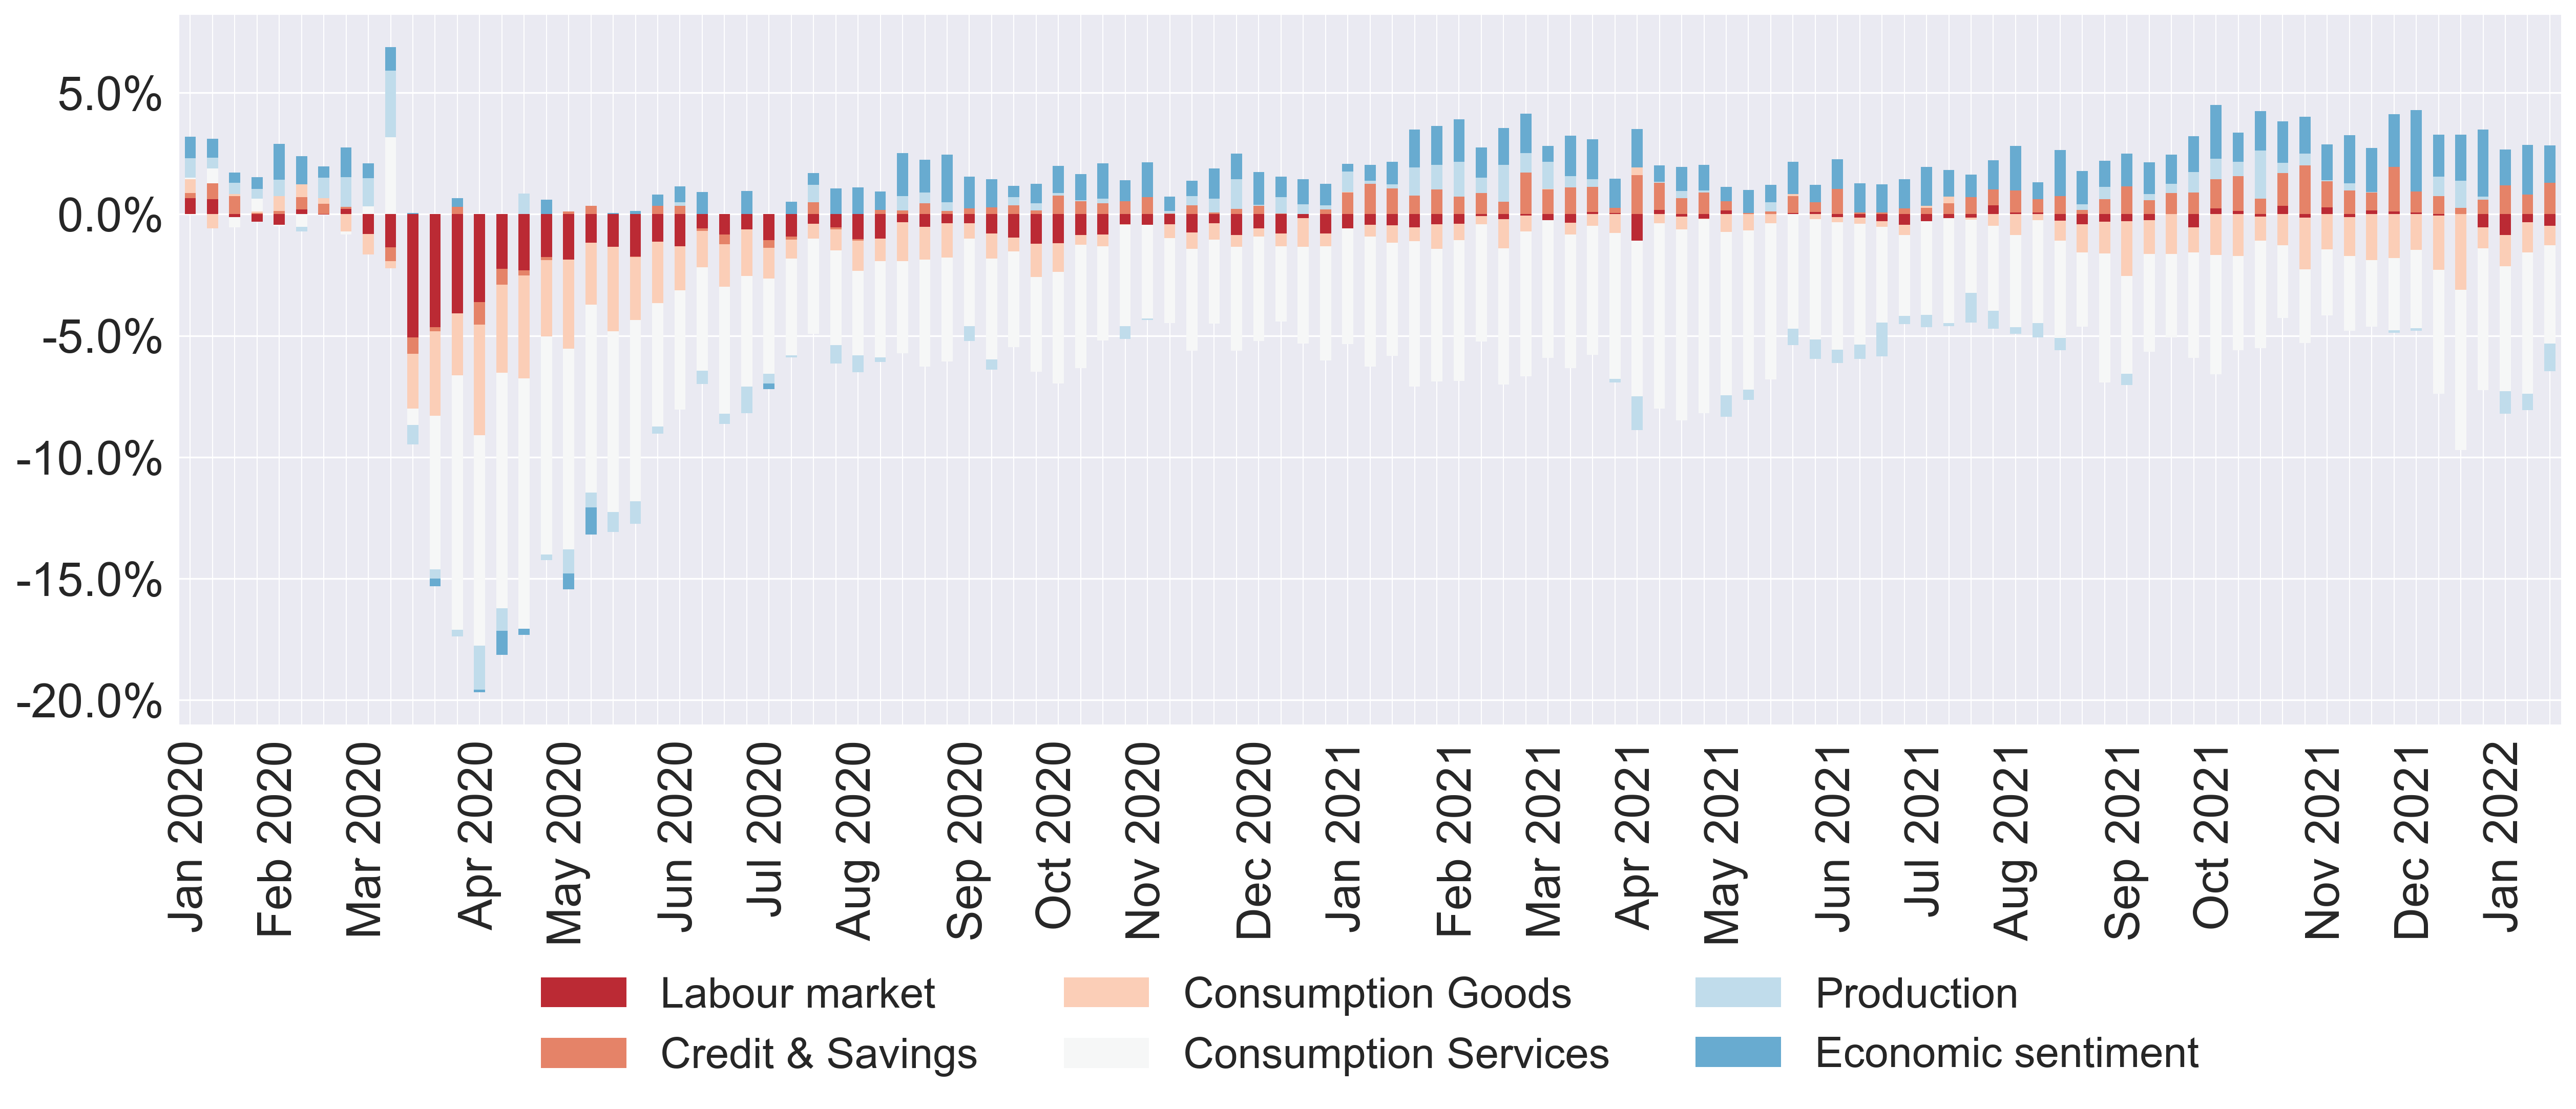 5.0%
0.0%
-5.0%
-10.0%
-15.0%
-20.0%
Jan 2020
Feb 2020
Mar 2020
Apr 2020
May 2020
Jun 2020
Jul 2020
Aug 2020
Sep 2020
Oct 2020
Nov 2020
Dec 2020
Jan 2021
Feb 2021
Mar 2021
Apr 2021
May 2021
Jun 2021
Jul 2021
Aug 2021
Sep 2021
Oct 2021
Nov 2021
Dec 2021
Jan 2022
Labour market
Consumption Goods
Production
Credit & Savings
Consumption Services
Economic sentiment